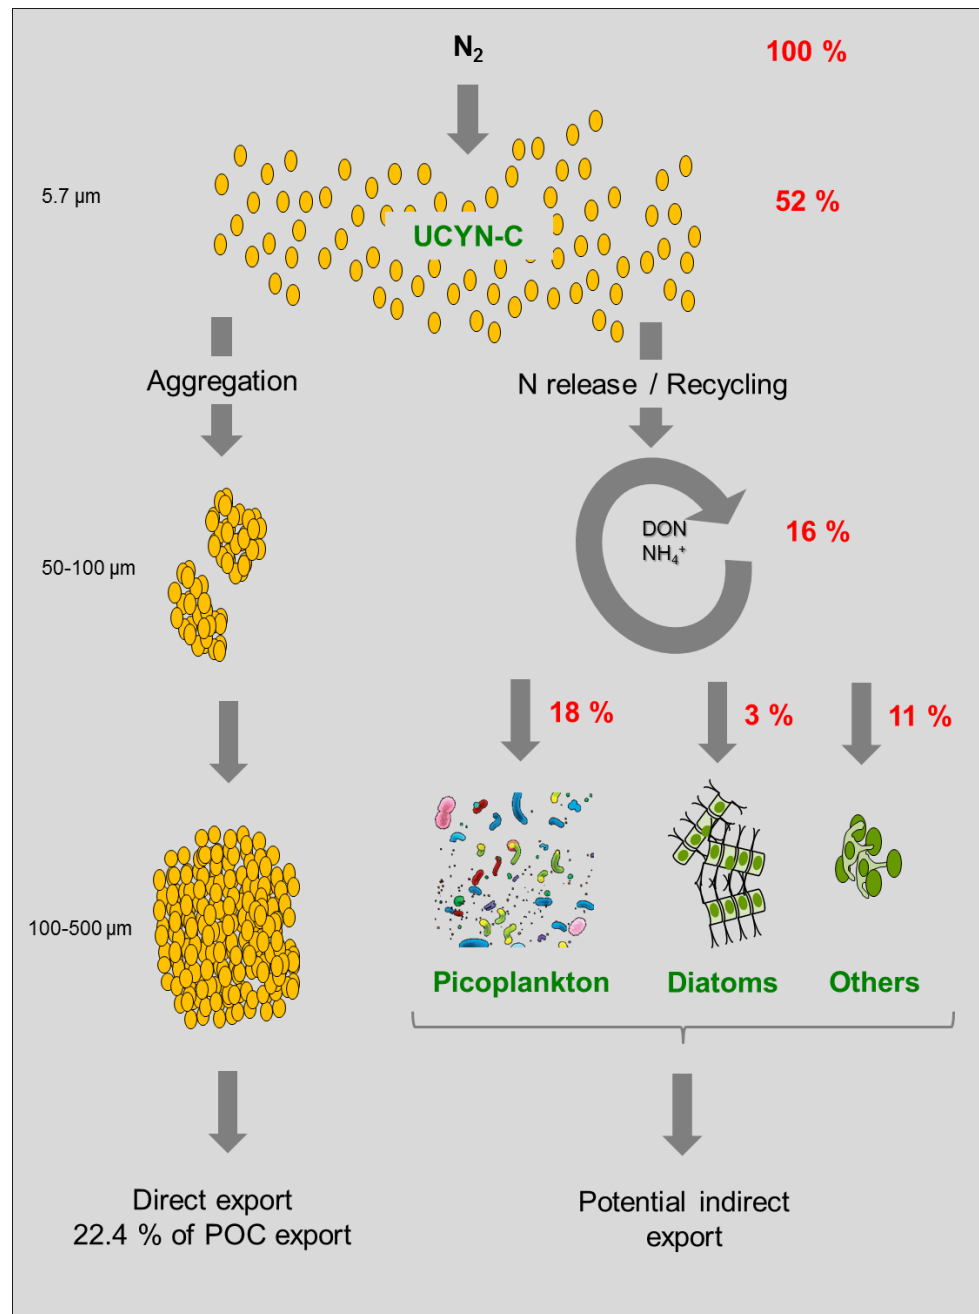 N₂
100 %
5.7 µm
52 %
UCYN-C
Aggregation
N release / Recycling
DON
NH₄⁺
16 %
50-100 µm
18 %
3 %
11 %
100-500 µm
Picoplankton
Diatoms
Others
Direct export
22.4 % of POC export
Potential indirect
export